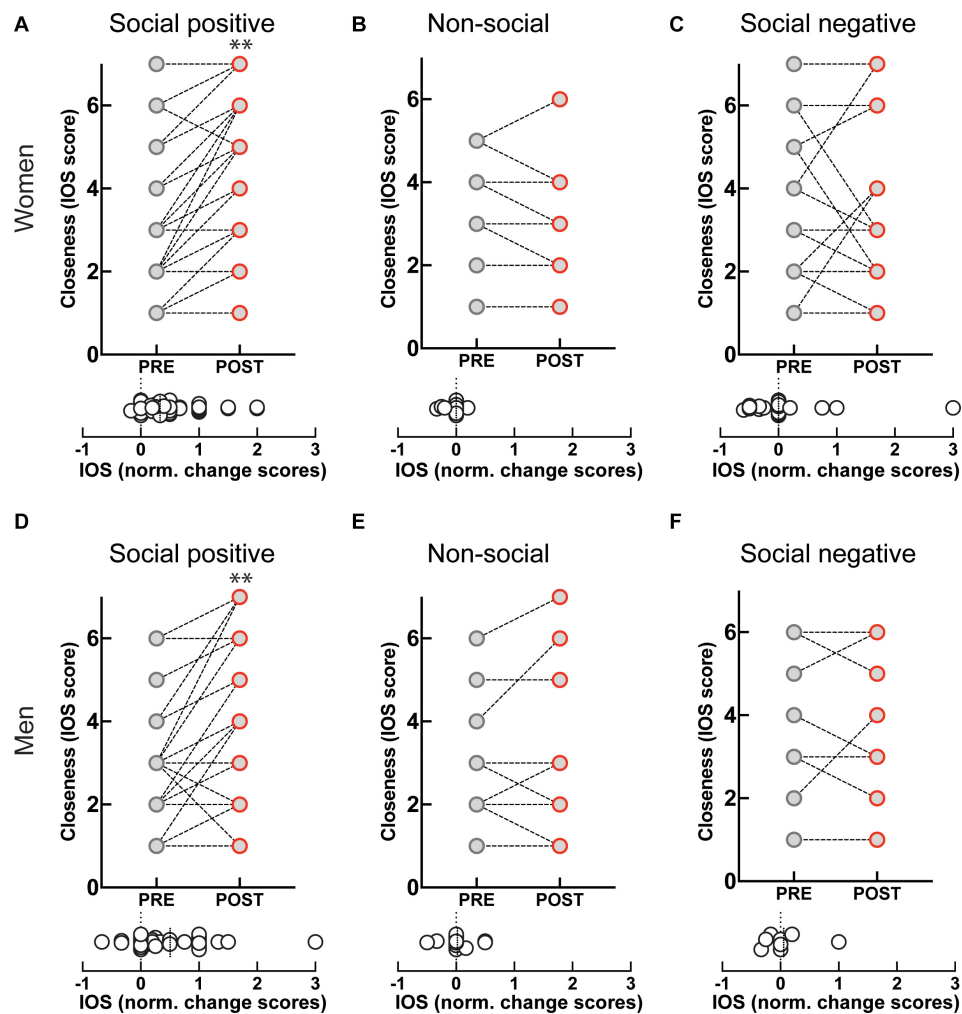 A Social positive B Non-social C Social negative
**
Women
Closeness (IOS score)
6
4
2
0
PRE POST
-1 0 1 2 3
IOS (norm. change scores)
Closeness (IOS score)
6
4
2
0
PRE POST
-1 0 1 2 3
IOS (norm. change scores)
Closeness (IOS score)
6
4
2
0
PRE POST
-1 0 1 2 3
IOS (norm. change scores)
D Social positive E Non-social F Social negative
**
Men
Closeness (IOS score)
6
4
2
0
PRE POST
-1 0 1 2 3
IOS (norm. change scores)
Closeness (IOS score)
6
4
2
0
PRE POST
-1 0 1 2 3
IOS (norm. change scores)
Closeness (IOS score)
6
4
2
0
PRE POST
-1 0 1 2 3
IOS (norm. change scores)